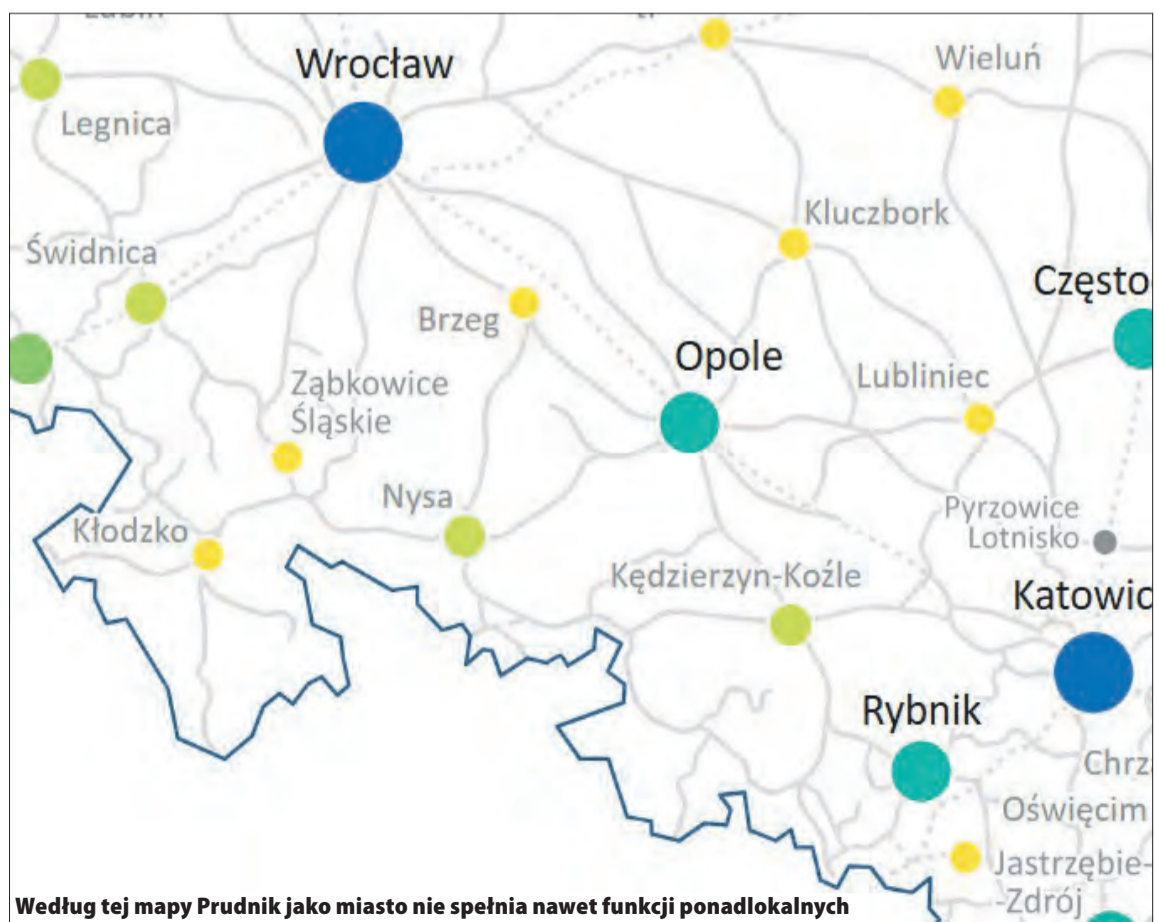 Wrocław
Wieluń
Legnica
Kluczbork
Świdnica
Często
Brzeg
Opole
Ząbkowice
Śląskie
Lubliniec
Nysa
Pyrzowice
Lotnisko
Kłodzko
Kędzierzyn-Koźle
Katowic
Rybnik
Chrz
Oświęcim
Jastrzębie-
-Zdrój
Według tej mapy Prudnik jako miasto nie spełnia nawet funkcji ponadlokalnych